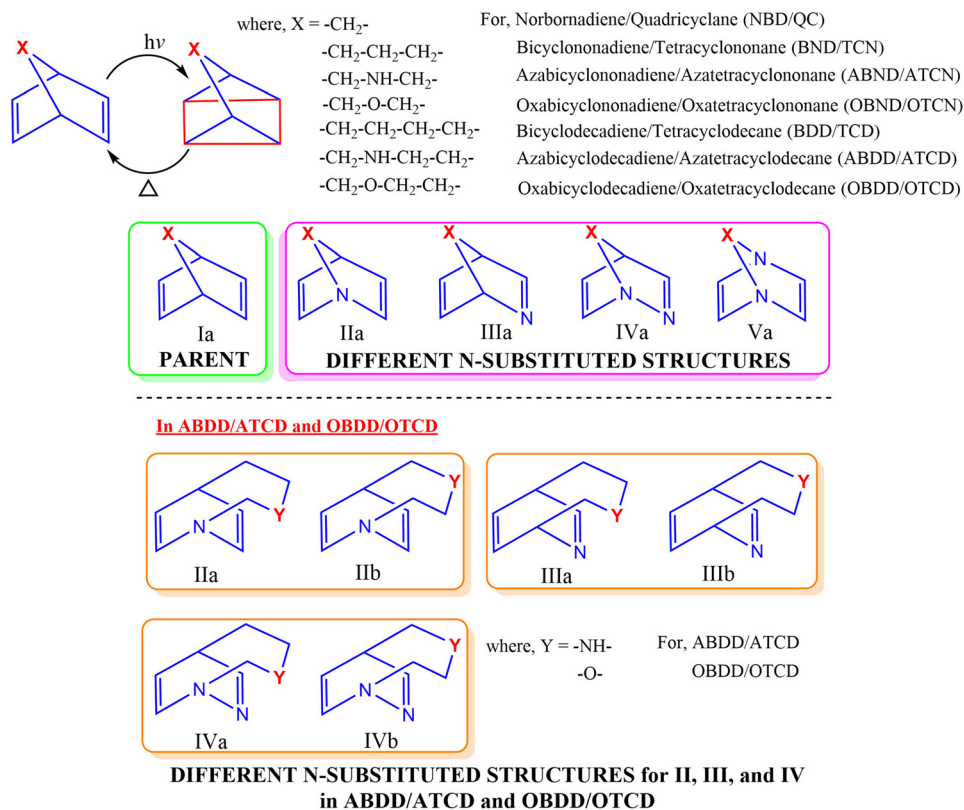 where, X = -CH2- For, Norbornadiene/Quadricyclane (NBD/QC)
-CH2-CH2-CH2- Bicyclononadiene/Tetracyclononane (BND/TCN)
-CH2-NH-CH2- Azabicyclononadiene/Azatetracyclononane (ABND/ATCN)
-CH2-O-CH2- Oxabicyclononadiene/Oxatetracyclononane (OBND/OTCN)
-CH2-CH2-CH2-CH2- Bicyclodecadiene/Tetracyclodecane (BDD/TCD)
-CH2-NH-CH2-CH2- Azabicyclodecadiene/Azatetracyclodecane (ABDD/ATCD)
-CH2-O-CH2-CH2- Oxabicyclodecadiene/Oxatetracyclodecane (OBDD/OTCD)
X hν X
△
X X X X X
N N N
N N N
Ia IIa IIIa IVa Va
PARENT DIFFERENT N-SUBSTITUTED STRUCTURES
In ABDD/ATCD and OBDD/OTCD
N Y N Y Y N Y N
IIa IIb IIIa IIIb
N Y N N Y N
IVa IVb
where, Y = -NH- For, ABDD/ATCD
-O- OBDD/OTCD
DIFFERENT N-SUBSTITUTED STRUCTURES for II, III, and IV
in ABDD/ATCD and OBDD/OTCD